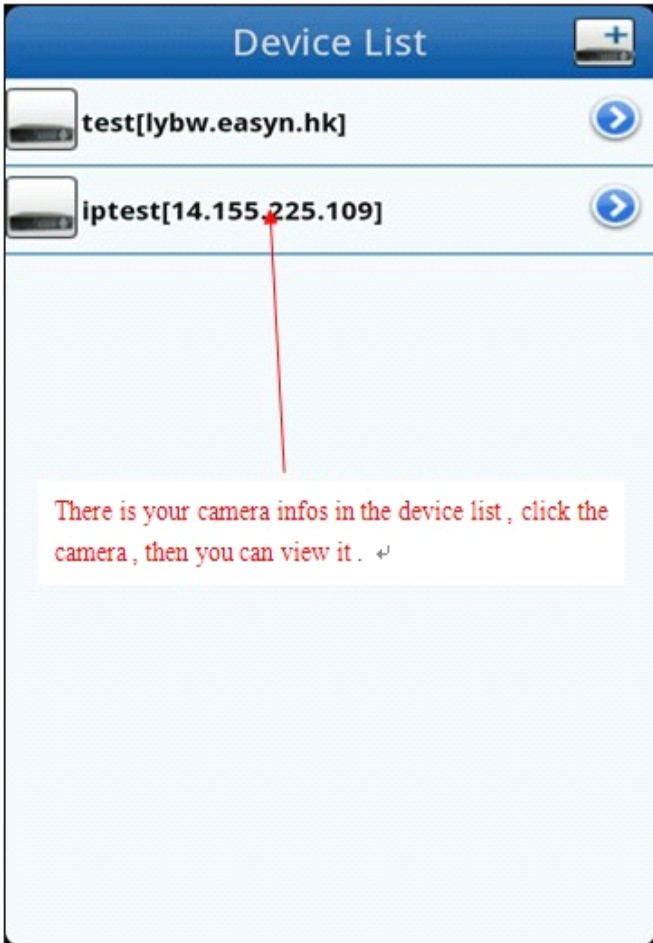 Device List
test[lybw.easyn.hk]
iptest[14.155.225.109]
There is your camera infos in the device list , click the
camera , then you can view it . ↵